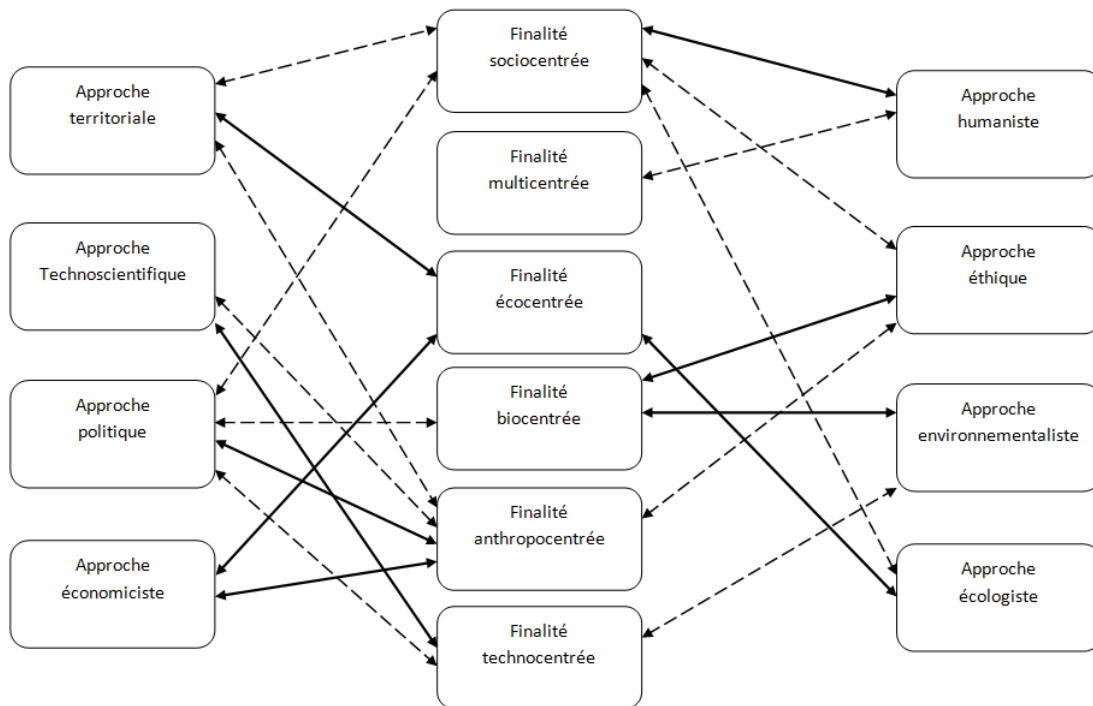 Approche
territoriale
Approche
Technoscientifique
Approche
politique
Approche
économiciste
Finalité
sociocentrée
Finalité
multicentrée
Finalité
écocentrée
Finalité
biocentrée
Finalité
anthropocentrée
Finalité
technocentrée
Approche
humaniste
Approche
éthique
Approche
environnementaliste
Approche
écologiste